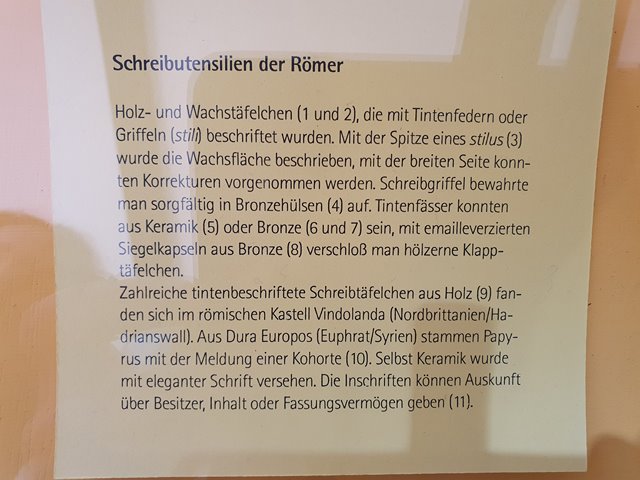 Schreibutensilien der Römer
Holz- und Wachstäfelchen (1 und 2), die mit Tintenfedern oder
Griffeln (stili) beschriftet wurden. Mit der Spitze eines stilus (3)
wurde die Wachsfläche beschrieben, mit der breiten Seite konn-
ten Korrekturen vorgenommen werden. Schreibgriffel bewahrte
man sorgfältig in Bronzehülsen (4) auf. Tintenfässer konnten
aus Keramik (5) oder Bronze (6 und 7) sein, mit emailleverzierten
Siegelkapseln aus Bronze (8) verschloß man hölzerne Klapp-
täfelchen.
Zahlreiche tintenbeschriftete Schreibtäfelchen aus Holz (9) fan-
den sich im römischen Kastell Vindolanda (Nordbrittanien/Ha-
drianswall). Aus Dura Europos (Euphrat/Syrien) stammen Papy-
rus mit der Meldung einer Kohorte (10). Selbst Keramik wurde
mit eleganter Schrift versehen. Die Inschriften können Auskunft
über Besitzer, Inhalt oder Fassungsvermögen geben (11).